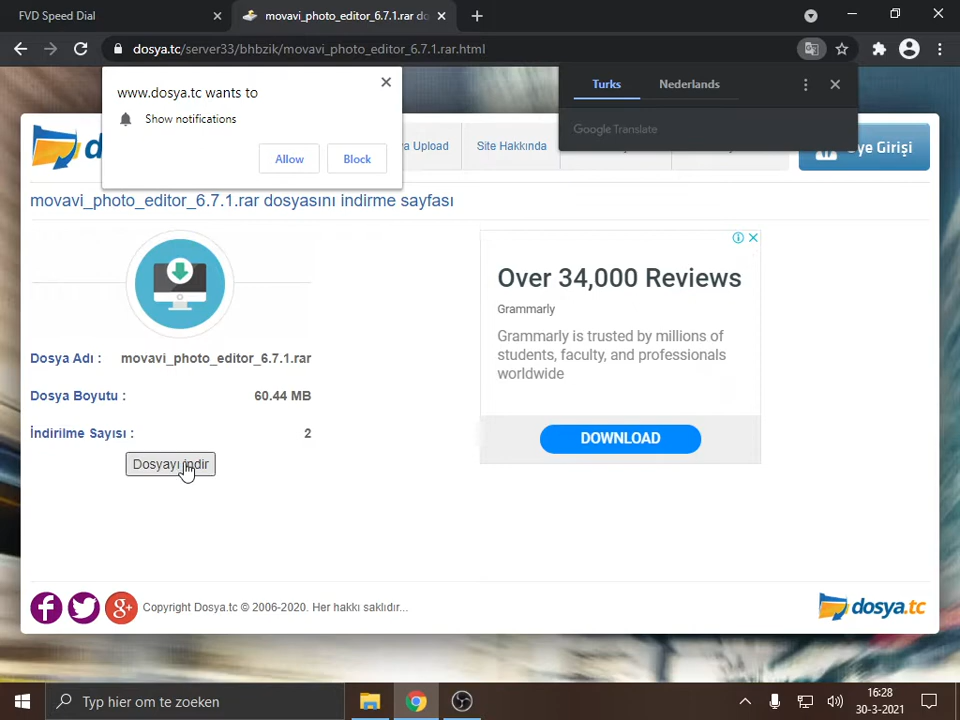 FVD Speed Dial
movavi_photo_editor_6.7.1.rar do
dosya.tc/server33/bhbzik/movavi_photo_editor_6.7.1.rar.html
www.dosya.tc wants to
Show notifications
Allow
Block
Turks
Nederlands
Google Translate
Upload
Site Hakkında
Üye Girişi
movavi_photo_editor_6.7.1.rar dosyasını indirme sayfası
Dosya Adı :
movavi_photo_editor_6.7.1.rar
Dosya Boyutu :
60.44 MB
İndirilme Sayısı :
2
Dosyayı indir
Over 34,000 Reviews
Grammarly
Grammarly is trusted by millions of
students, faculty, and professionals
worldwide
DOWNLOAD
Copyright Dosya.tc © 2006-2020. Her hakkı saklıdır...
dosya.tc
Typ hier om te zoeken
16:28
30-3-2021